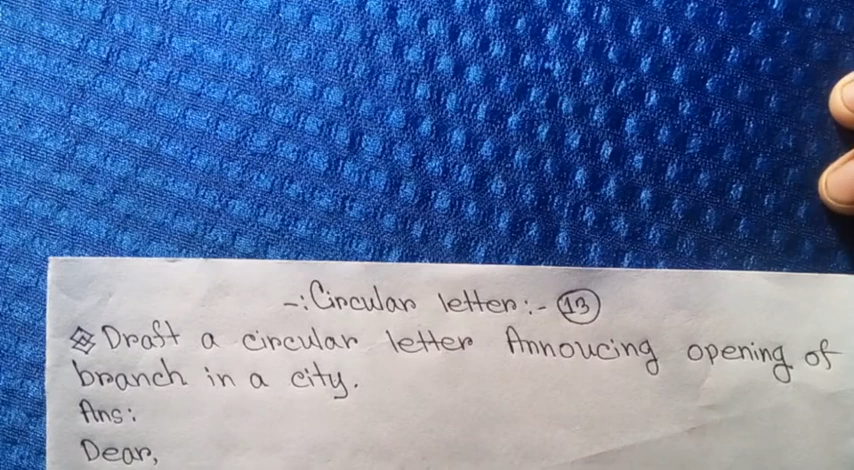 -: Circular letter:- 13
Draft a circular letter Annoucing opening of
branch in a city.
Ans:
Dear,